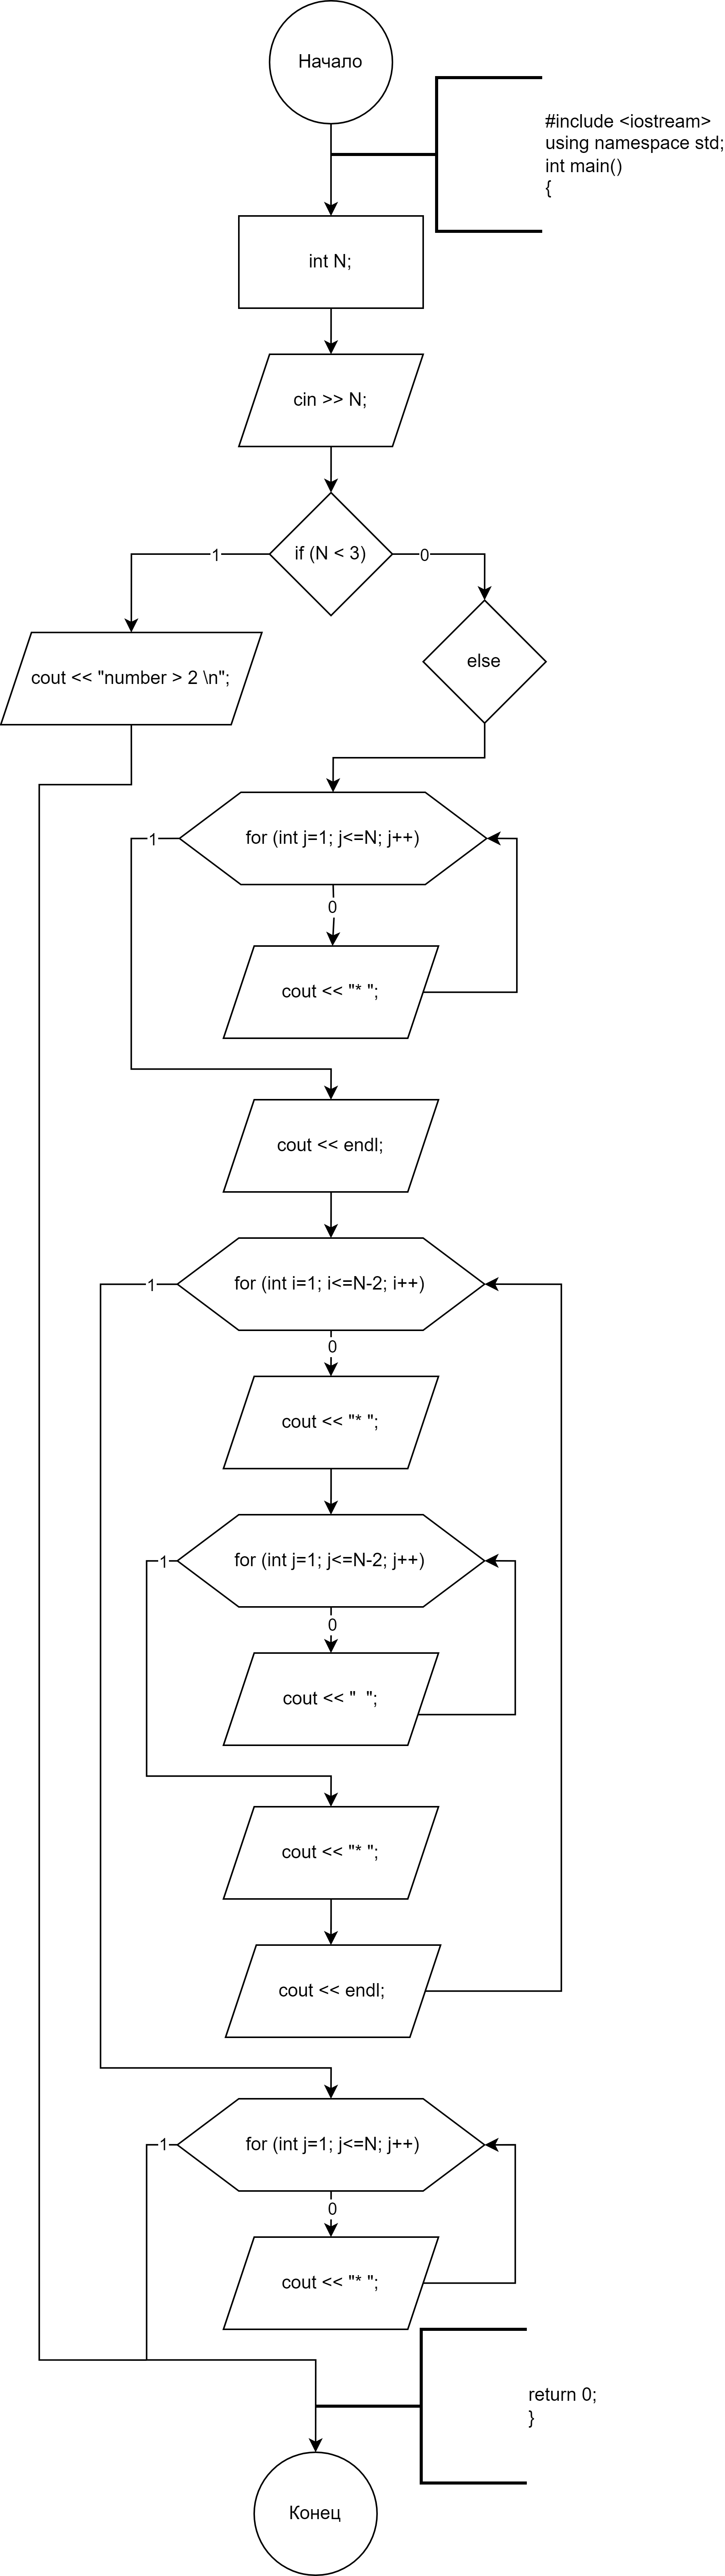 Начало
#include <iostream>
using namespace std;
int main()
{
int N;
cin >> N;
if (N < 3)
1
0
else
cout << "number > 2 \n";
for (int j=1; j<=N; j++)
1
0
cout << "* ";
cout << endl;
for (int i=1; i<=N-2; i++)
1
0
cout << "* ";
for (int j=1; j<=N-2; j++)
1
0
cout << "  ";
cout << "* ";
cout << endl;
for (int j=1; j<=N; j++)
1
0
cout << "* ";
return 0;
}
Конец